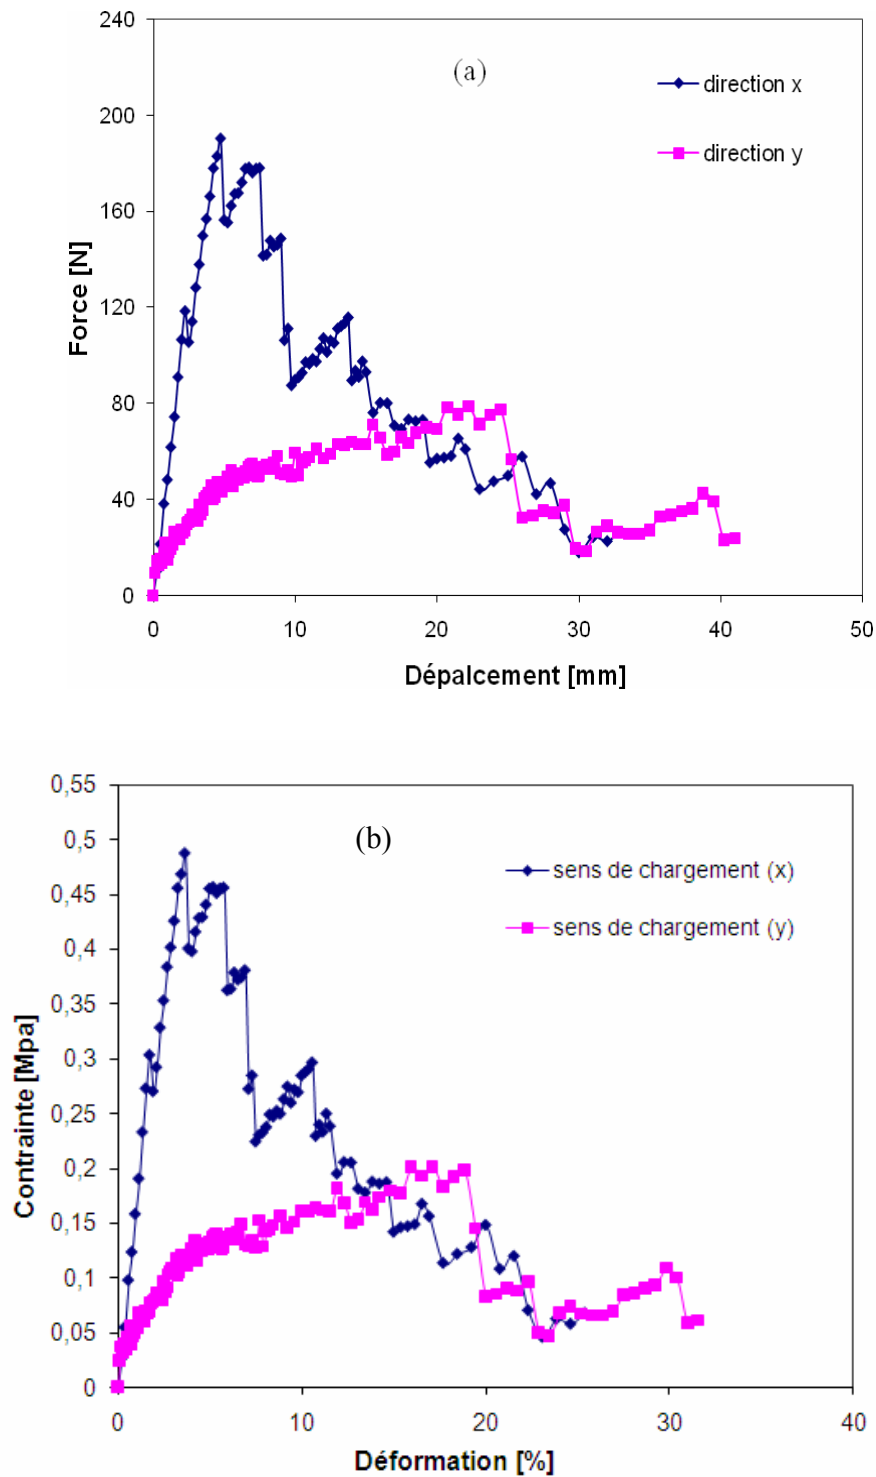 240
(a)
direction x
200
direction y
160
Force [N]
120
80
40
0
0 10 20 30 40 50
Dépalcement [mm]
0,55
0,5
(b)
sens de chargement (x)
0,45
sens de chargement (y)
0,4
0,35
Contrainte [Mpa]
0,3
0,25
0,2
0,15
0,1
0,05
0
0 10 20 30 40
Déformation [%]